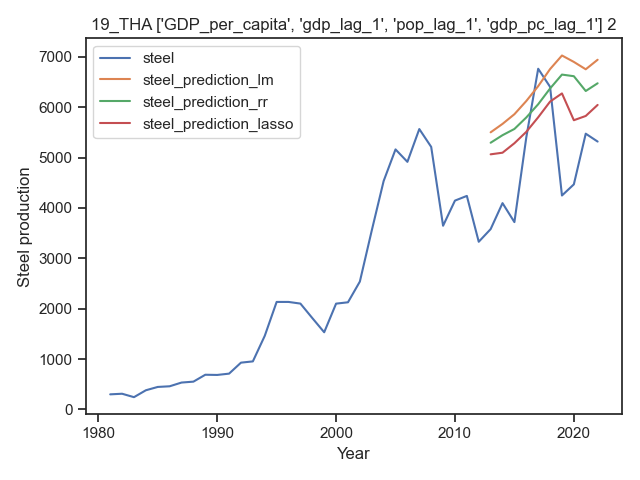 19_THA ['GDP_per_capita', 'gdp_lag_1', 'pop_lag_1', 'gdp_pc_lag_1'] 2
steel
steel_prediction_lm
steel_prediction_rr
steel_prediction_lasso
7000
6000
5000
4000
3000
2000
1000
0
Steel production
1980
1990
2000
2010
2020
Year